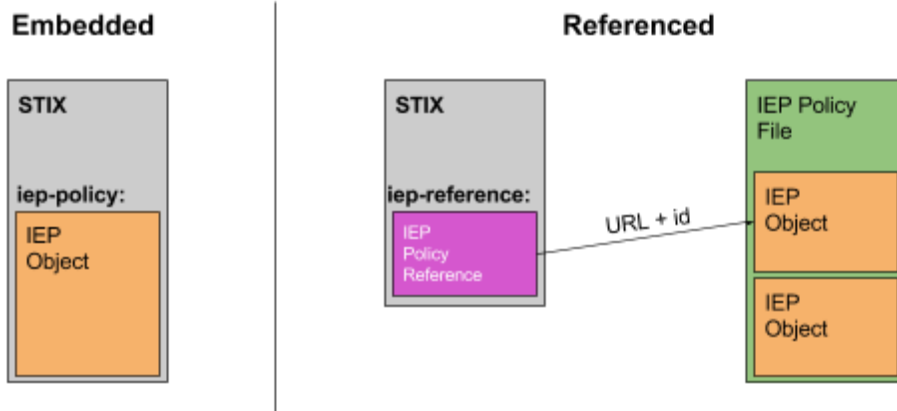 Embedded
Referenced
STIX
iep-policy:
IEP
Object
STIX
iep-reference:
IEP
Policy
Reference
URL + id
IEP Policy
File
IEP
Object
IEP
Object